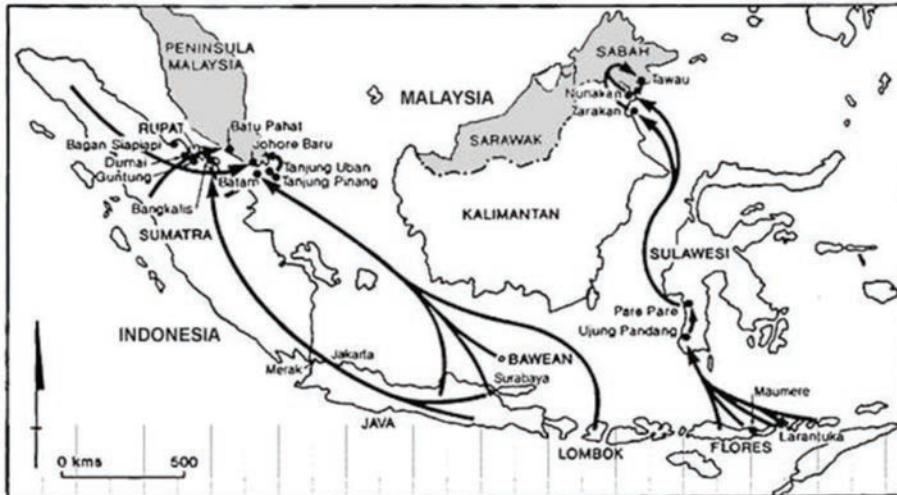 PENINSULA
MALAYSIA
SABAH
Tawau
MALAYSIA
Nunakan
Tarakan
SARAWAK
RUPAT
Batu Pahat
Bagan Siapiapi
Johore Baru
Dumai
Guntung
Tanjung Uban
Batam
Tanjung Pinang
Bangkalis
KALIMANTAN
SUMATRA
SULAWESI
INDONESIA
Pare Pare
Ujung Pandang
Jakarta
BAWEAN
Merak
Surabaya
Maumere
JAVA
Larantuka
LOMBOK
FLORES
0 kms 500